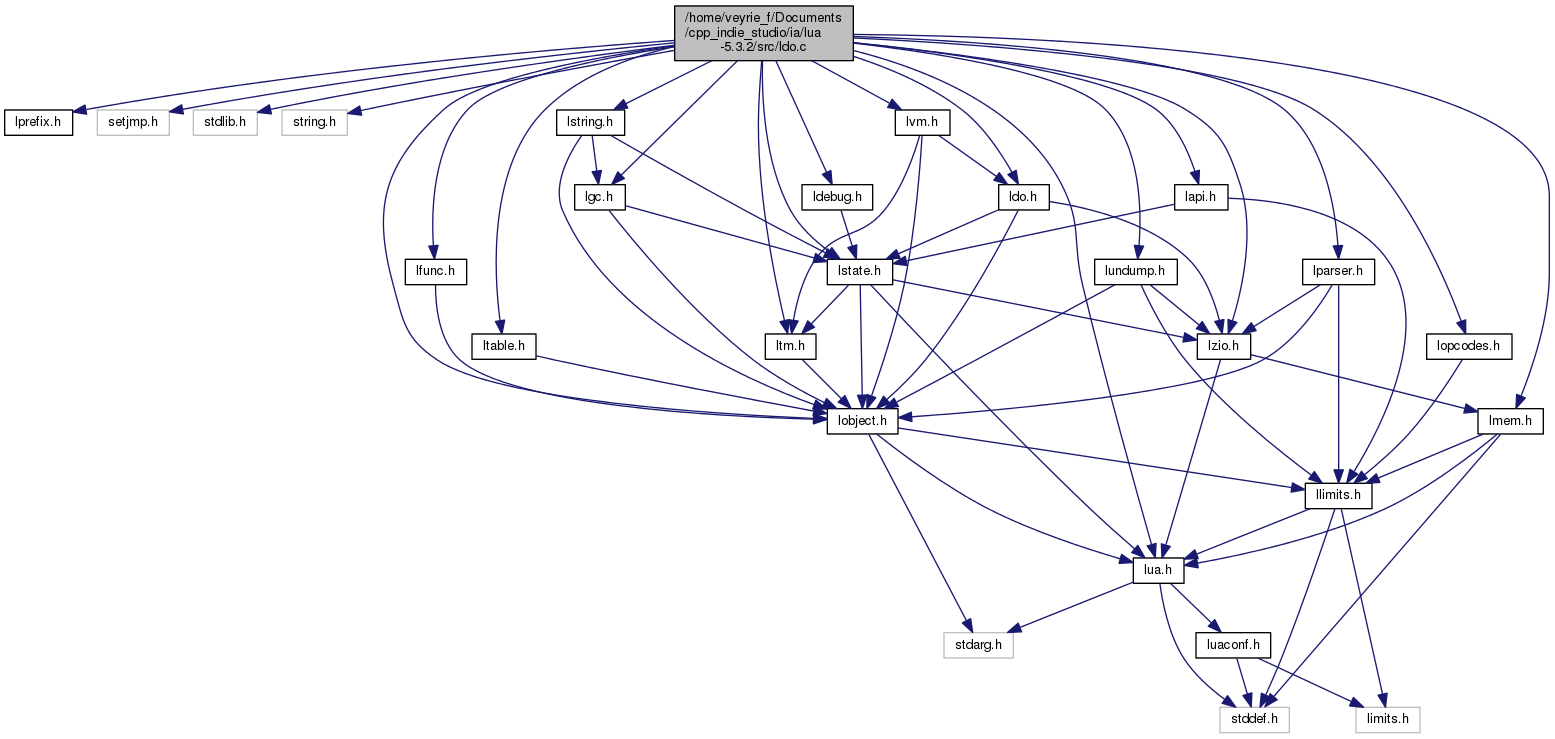 /home/veyrie_f/Documents
/cpp_indie_studio/ia/lua
-5.3.2/src/ldo.c
lprefix.h
setjmp.h
stdlib.h
string.h
lstring.h
lvm.h
lgc.h
ldebug.h
ldo.h
lapi.h
lfunc.h
lstate.h
lundump.h
lparser.h
ltable.h
ltm.h
lzio.h
lopcodes.h
lobject.h
lmem.h
llimits.h
lua.h
stdarg.h
luaconf.h
stddef.h
limits.h